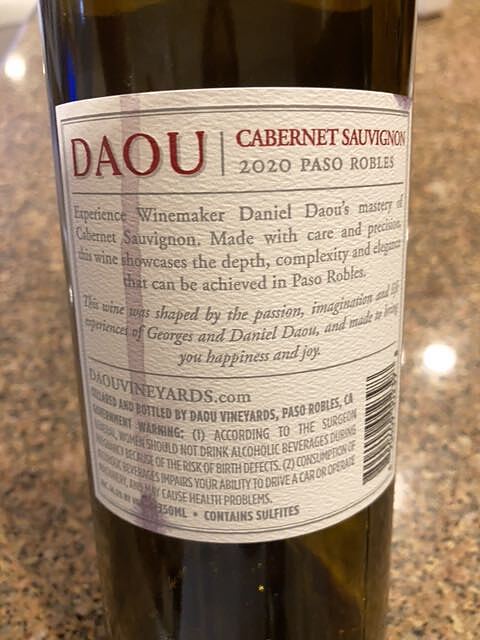 DAOU | CABERNET SAUVIGNON
2020 PASO ROBLES
Experience Winemaker Daniel Daou's mastery of
Cabernet Sauvignon. Made with care and precision,
this wine showcases the depth, complexity and elegance
that can be achieved in Paso Robles.
This wine was shaped by the passion, imagination and life
experiences of Georges and Daniel Daou, and made to bring
you happiness and joy.
DAOUVINEYARDS.com
CELLARED AND BOTTLED BY DAOU VINEYARDS, PASO ROBLES, CA
GOVERNMENT WARNING: (1) ACCORDING TO THE SURGEON
GENERAL, WOMEN SHOULD NOT DRINK ALCOHOLIC BEVERAGES DURING
PREGNANCY BECAUSE OF THE RISK OF BIRTH DEFECTS. (2) CONSUMPTION OF
ALCOHOLIC BEVERAGES IMPAIRS YOUR ABILITY TO DRIVE A CAR OR OPERATE
MACHINERY, AND MAY CAUSE HEALTH PROBLEMS.
• CONTAINS SULFITES